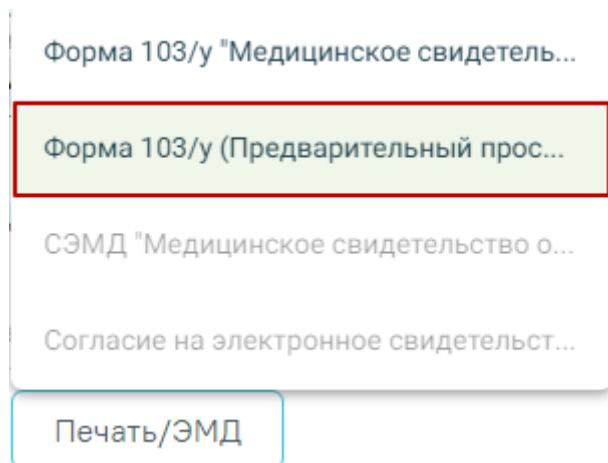 Форма 103/у "Медицинское свидетель...
Форма 103/у (Предварительный прос...
СЭМД "Медицинское свидетельство о...
Согласие на электронное свидетельст...
Печать/ЭМД